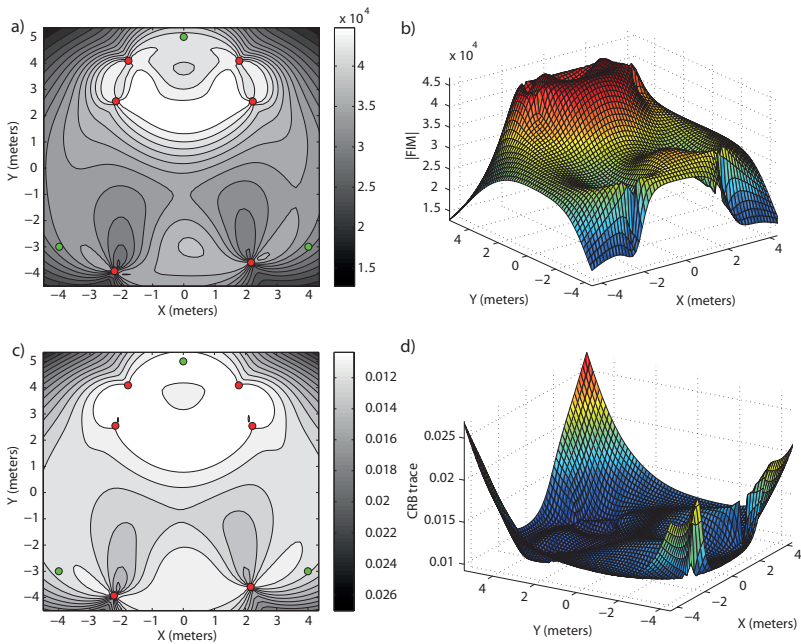 a)
x 10^4
5
4
3
2
1
0
−1
−2
−3
−4
Y (meters)
−4 −3 −2 −1 0 1 2 3 4
X (meters)
4.5
4
3.5
3
2.5
2
1.5
b)
x 10^4
4.5
4
3.5
3
2.5
2
1.5
|FIM|
4 2 0 −2 −4
Y (meters)
−4 −2 0 2 4
X (meters)
c)
5
4
3
2
1
0
−1
−2
−3
−4
Y (meters)
−4 −3 −2 −1 0 1 2 3 4
X (meters)
0.012
0.014
0.016
0.018
0.02
0.022
0.024
0.026
d)
0.025
0.02
0.015
0.01
CRB trace
4 2 0 −2 −4
Y (meters)
−4 −2 0 2 4
X (meters)